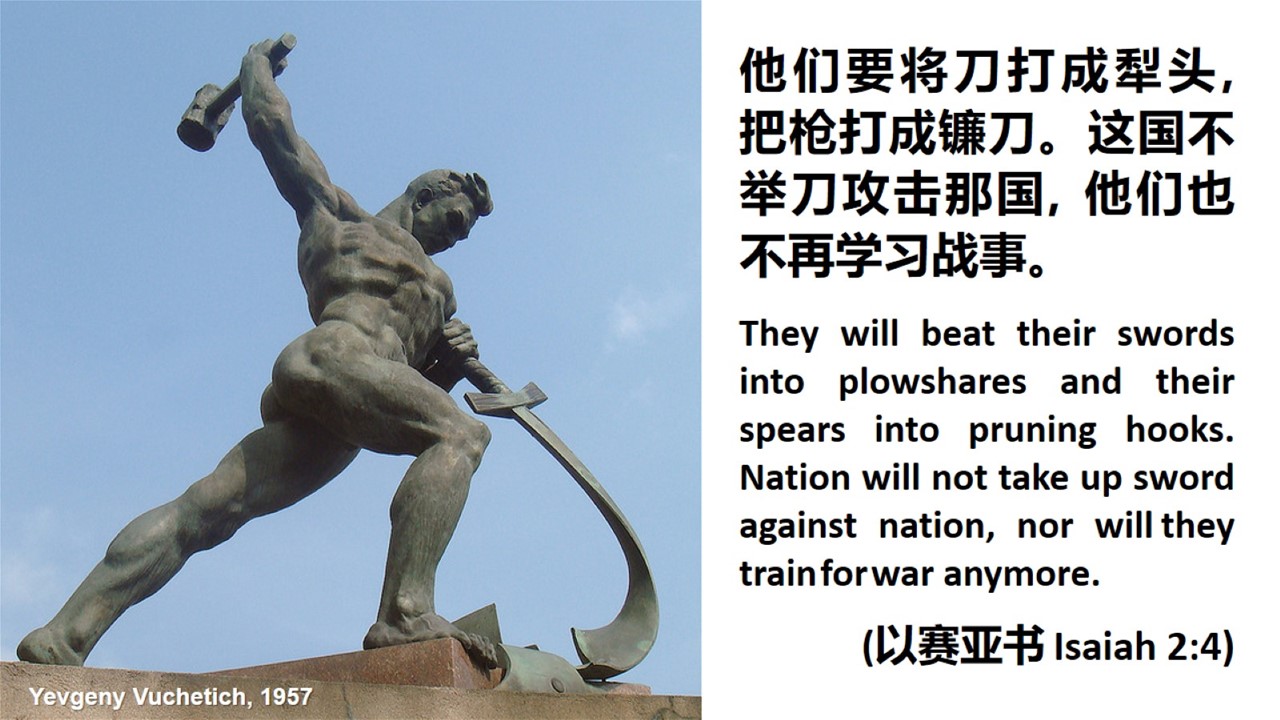 他们要将刀打成犁头，
把枪打成镰刀。这国不
举刀攻击那国，他们也
不再学习战事。
They will beat their swords
into plowshares and their
spears into pruning hooks.
Nation will not take up sword
against nation, nor will they
train for war anymore.
(以赛亚书 Isaiah 2:4)
Yevgeny Vuchetich, 1957